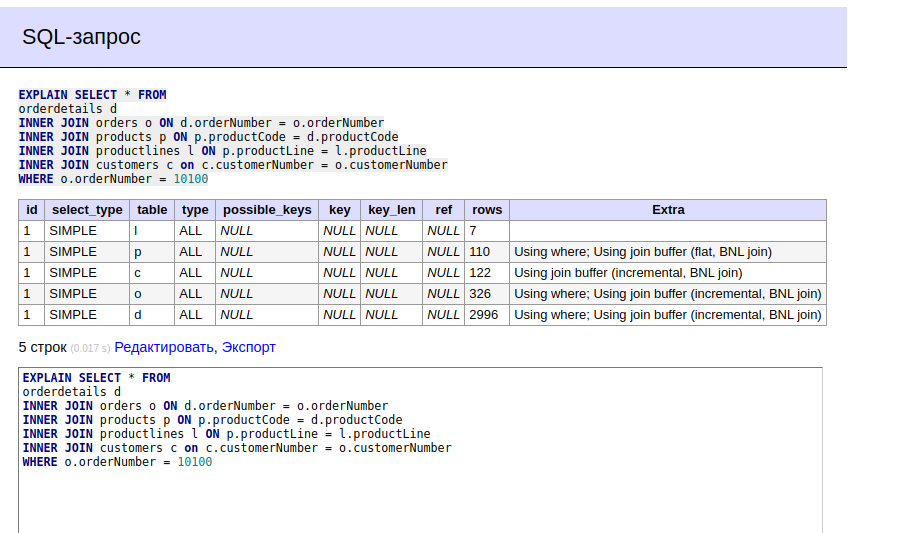 SQL-запрос
EXPLAIN SELECT * FROM
orderdetails d
INNER JOIN orders o ON d.orderNumber = o.orderNumber
INNER JOIN products p ON p.productCode = d.productCode
INNER JOIN productlines l ON p.productLine = l.productLine
INNER JOIN customers c on c.customerNumber = o.customerNumber
WHERE o.orderNumber = 10100
id select_type table type possible_keys key key_len ref rows Extra
1 SIMPLE l ALL NULL NULL NULL NULL 7
1 SIMPLE p ALL NULL NULL NULL NULL 110 Using where; Using join buffer (flat, BNL join)
1 SIMPLE c ALL NULL NULL NULL NULL 122 Using join buffer (incremental, BNL join)
1 SIMPLE o ALL NULL NULL NULL NULL 326 Using where; Using join buffer (incremental, BNL join)
1 SIMPLE d ALL NULL NULL NULL NULL 2996 Using where; Using join buffer (incremental, BNL join)
5 строк (0.017 s) Редактировать, Экспорт
EXPLAIN SELECT * FROM
orderdetails d
INNER JOIN orders o ON d.orderNumber = o.orderNumber
INNER JOIN products p ON p.productCode = d.productCode
INNER JOIN productlines l ON p.productLine = l.productLine
INNER JOIN customers c on c.customerNumber = o.customerNumber
WHERE o.orderNumber = 10100